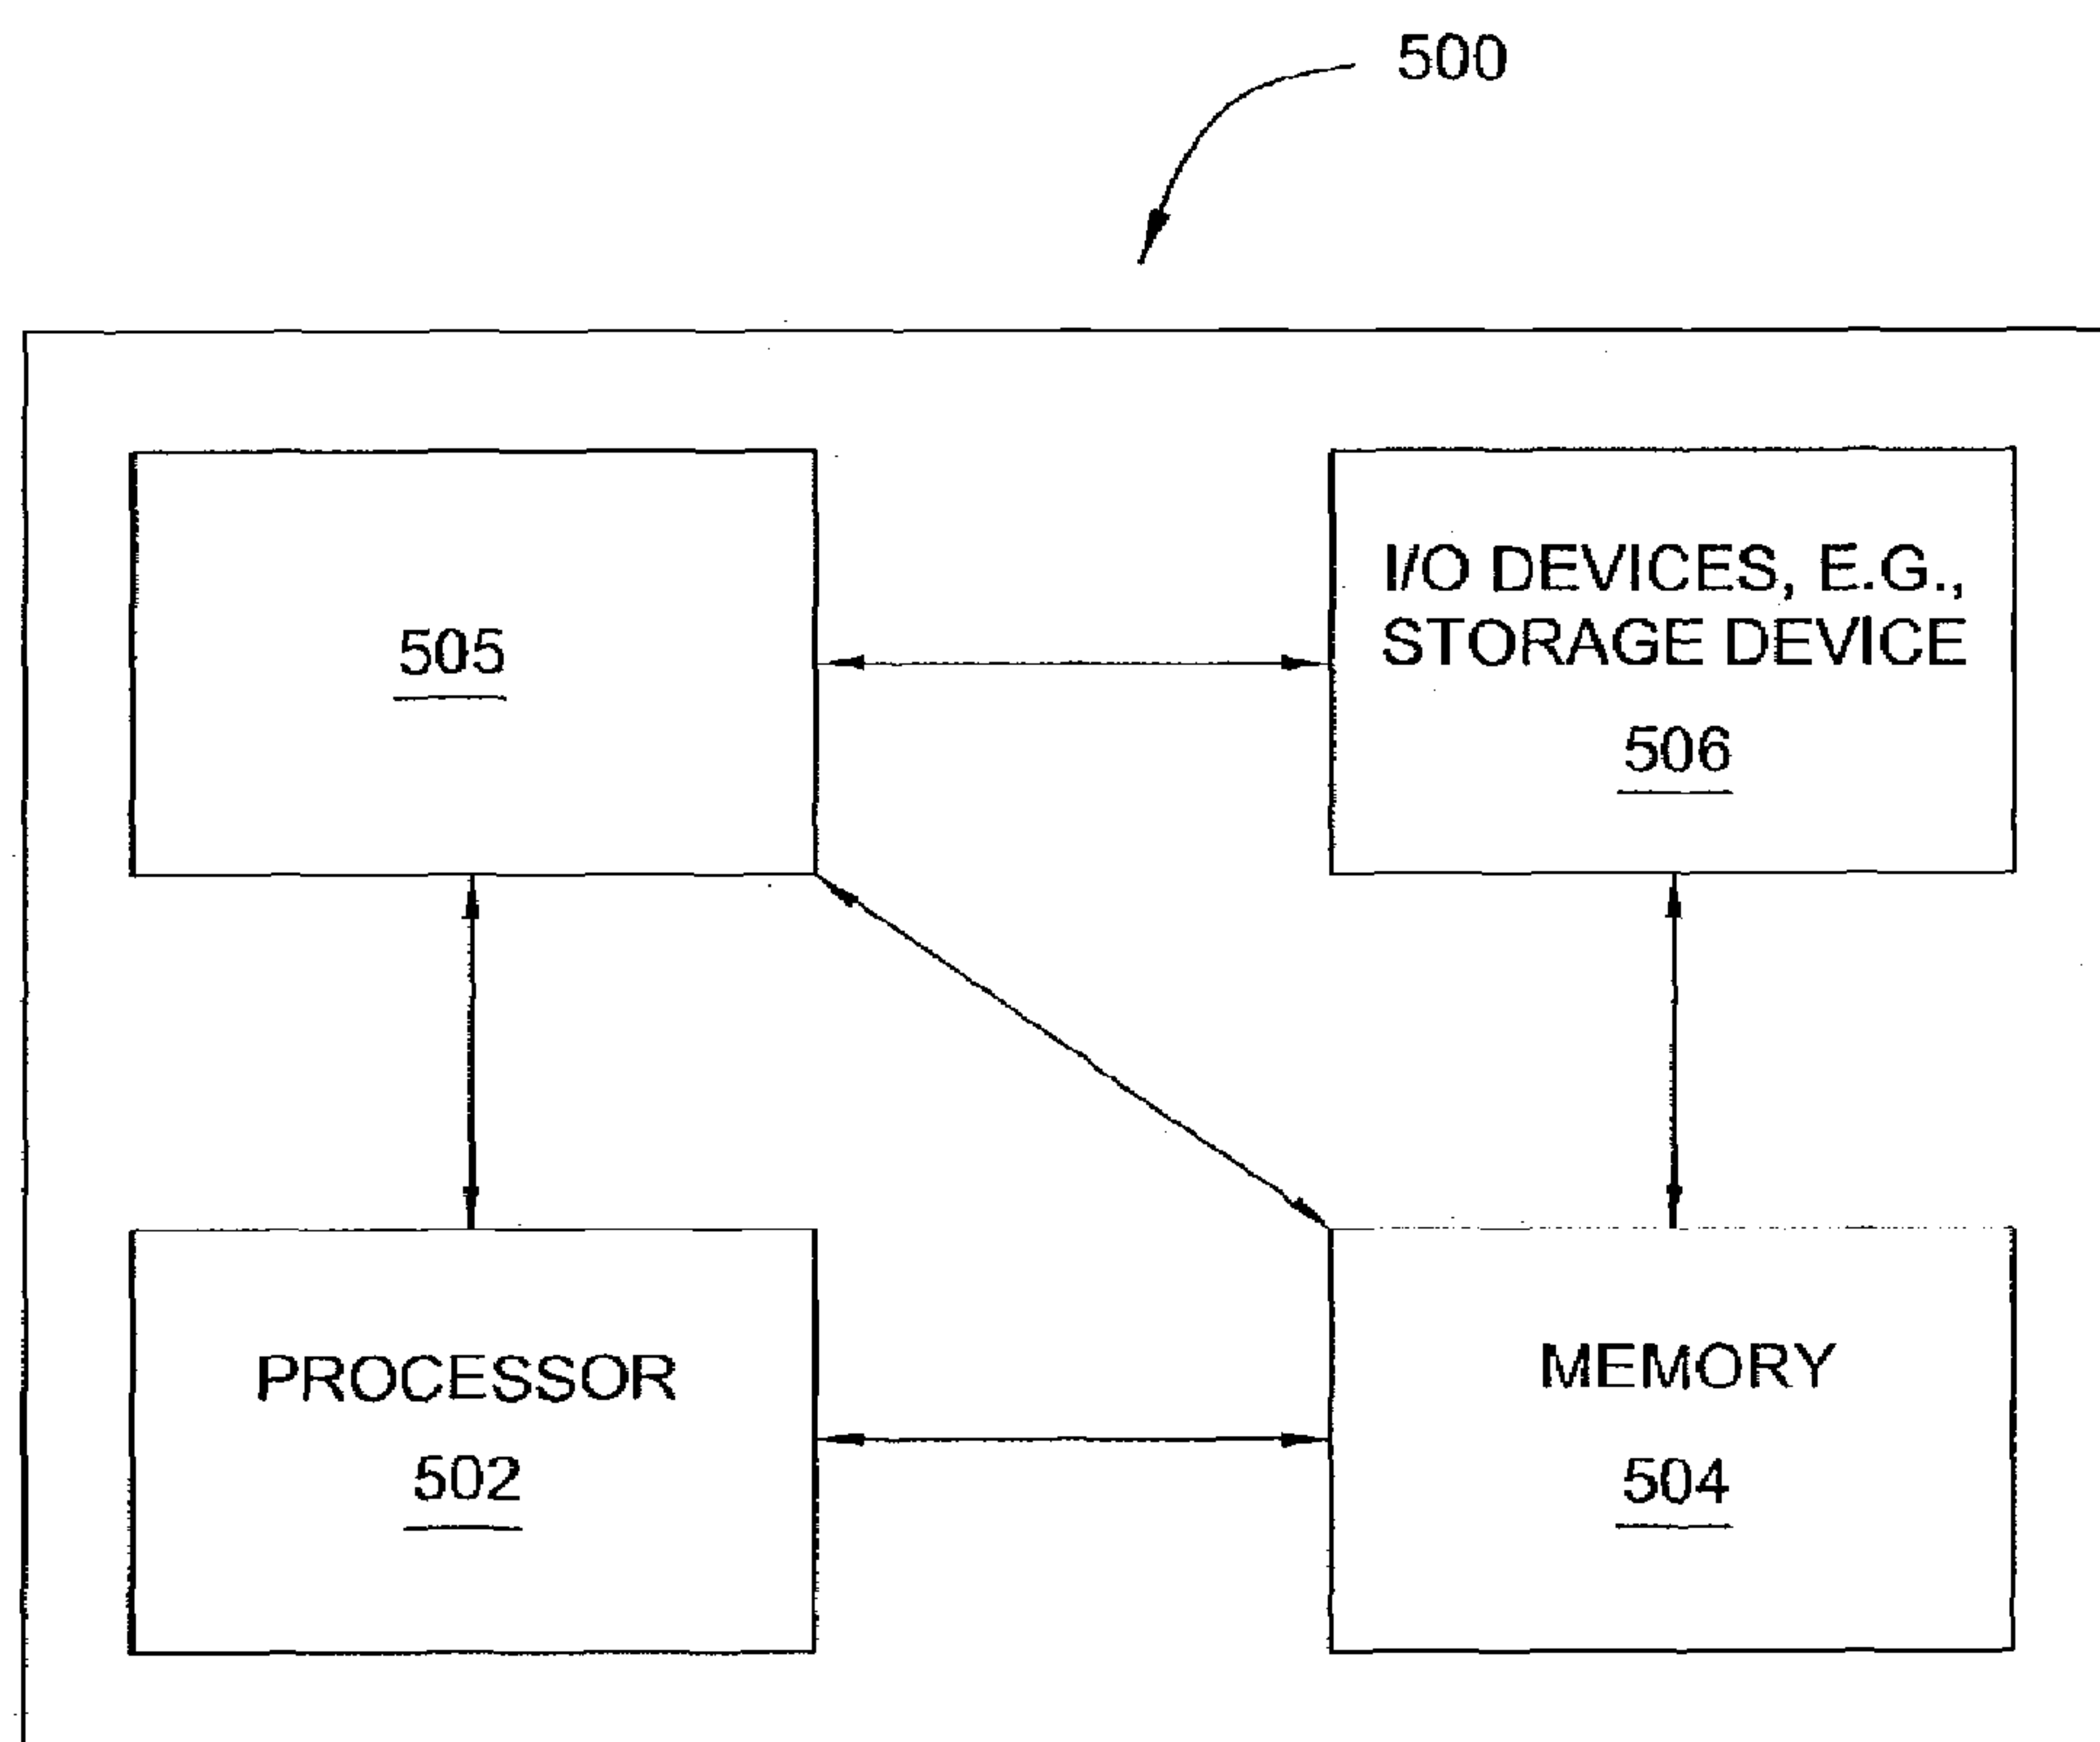 500
505
I/O DEVICES, E.G.,
STORAGE DEVICE
506
PROCESSOR
502
MEMORY
504